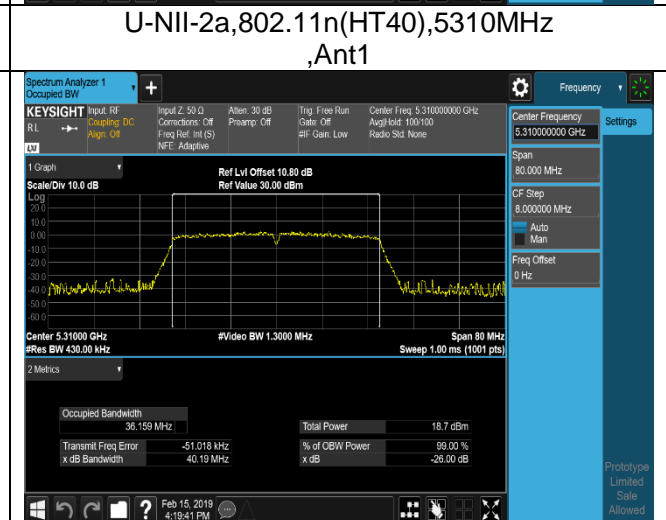 U-NII-2a,802.11n(HT40),5310MHz
,Ant1
Spectrum Analyzer 1
Occupied BW
+
Frequency
KEYSIGHT
RL
LXI
Input: RF
Coupling: DC
Align: Off
Input Z: 50 Ω
Corrections: Off
Freq Ref: Int (S)
NFE: Adaptive
Atten: 30 dB
Preamp: Off
Trig: Free Run
Gate: Off
#IF Gain: Low
Center Freq: 5.310000000 GHz
Avg|Hold: 100/100
Radio Std: None
Center Frequency
5.310000000 GHz
Settings
Span
80.000 MHz
CF Step
8.000000 MHz
Auto
Man
Freq Offset
0 Hz
1 Graph
Scale/Div 10.0 dB
Ref Lvl Offset 10.80 dB
Ref Value 30.00 dBm
Log
20.0
10.0
0.00
-10.0
-20.0
-30.0
-40.0
-50.0
-60.0
Center 5.31000 GHz
#Res BW 430.00 kHz
#Video BW 1.3000 MHz
Span 80 MHz
Sweep 1.00 ms (1001 pts)
2 Metrics
Occupied Bandwidth
36.159 MHz
Total Power 18.7 dBm
Transmit Freq Error -51.018 kHz
% of OBW Power 99.00 %
x dB Bandwidth 40.19 MHz
x dB -26.00 dB
Prototype
Limited
Sale
Allowed
?
Feb 15, 2019
4:19:41 PM